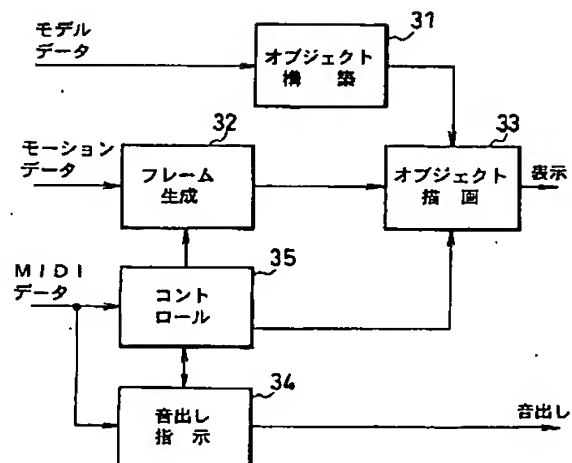 モデル
データ
31
オブジェクト
構築
32
33
モーション
データ
フレーム
生成
オブジェクト
描画
表示
MIDI
データ
35
コント
ロール
34
音出し
指示
音出し